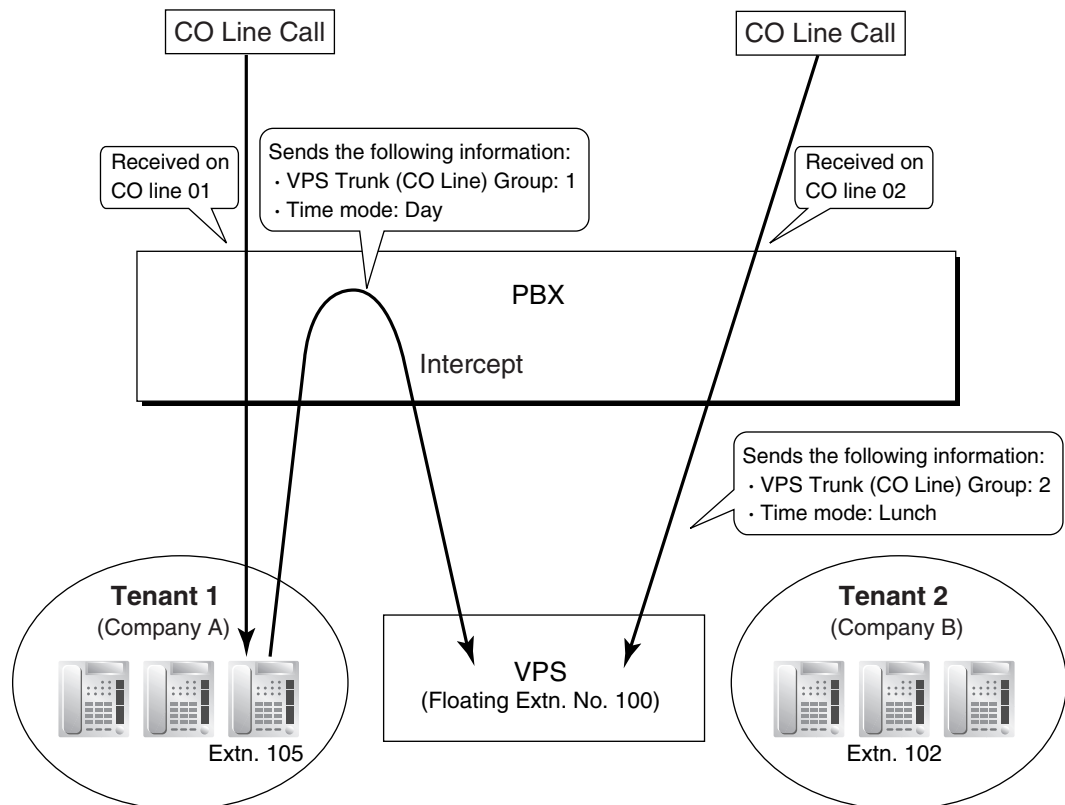 CO Line Call
CO Line Call
Received on
CO line 01
Sends the following information:
· VPS Trunk (CO Line) Group: 1
· Time mode: Day
Received on
CO line 02
PBX
Intercept
Sends the following information:
· VPS Trunk (CO Line) Group: 2
· Time mode: Lunch
Tenant 1
(Company A)
Extn. 105
VPS
(Floating Extn. No. 100)
Tenant 2
(Company B)
Extn. 102